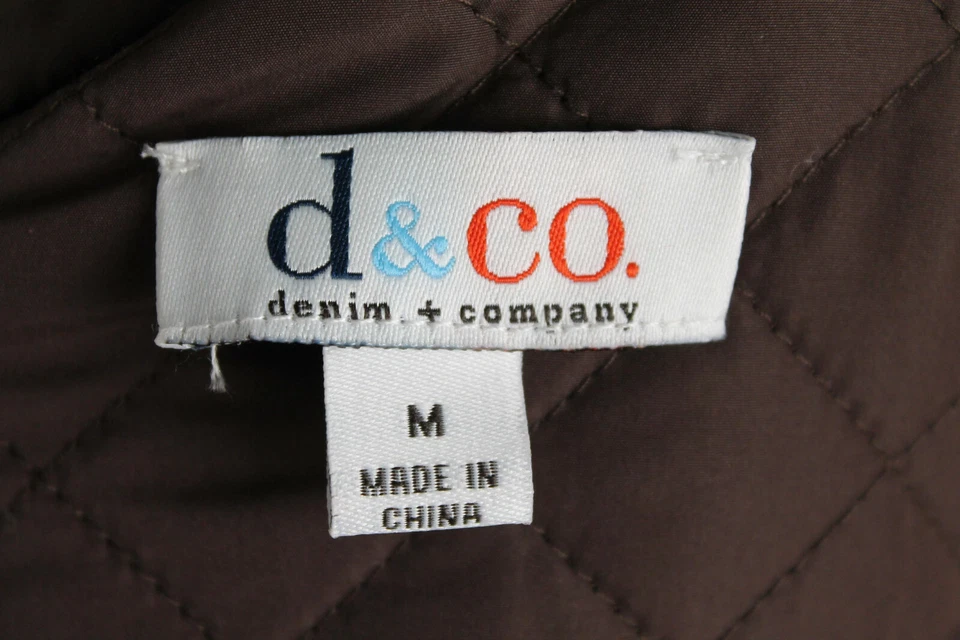 d&co.
denim + company
M
MADE IN
CHINA